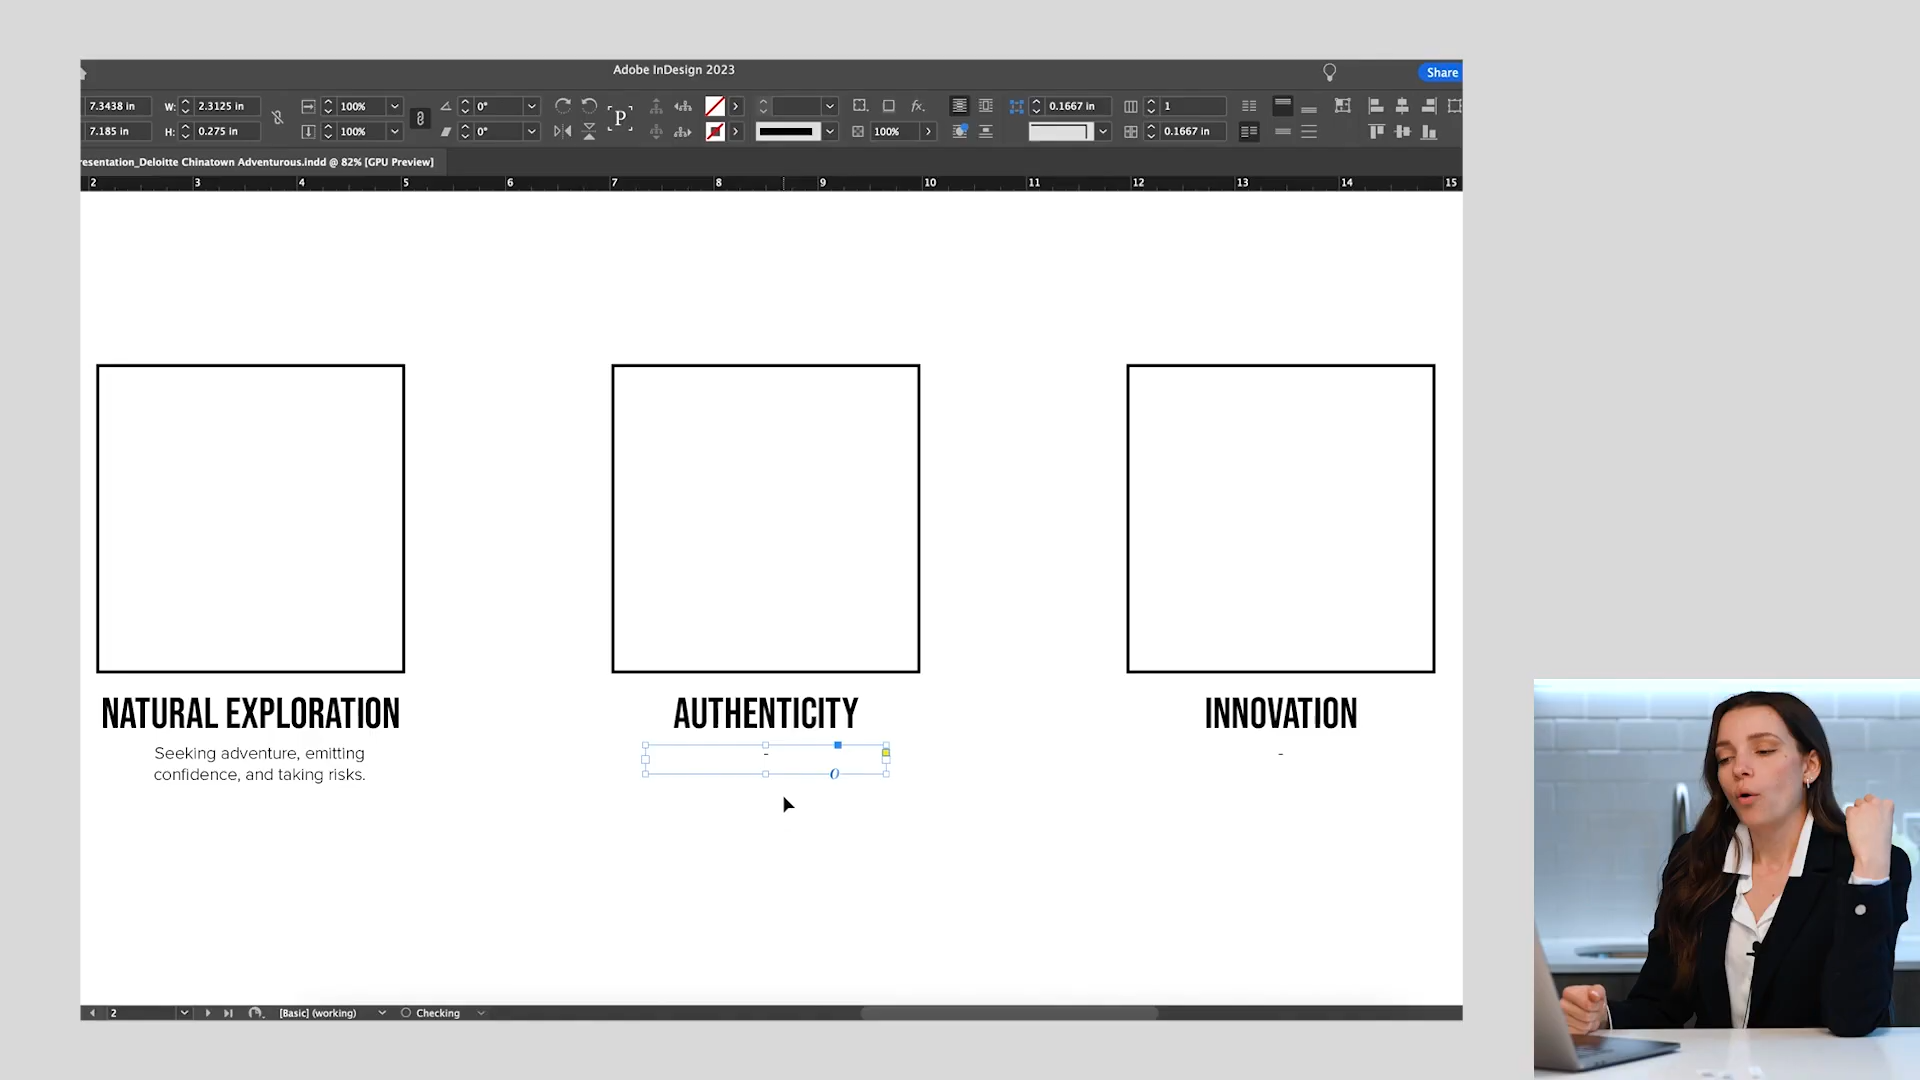 Adobe InDesign 2023
Share
7.3438 in W: 2.3125 in 100% 0° 0.1667 in 1
7.185 in H: 0.275 in 100% 0° P fx. 100% 0.1667 in
resentation_Deloitte Chinatown Adventurous.indd @ 82% [GPU Preview]
2 3 4 5 6 7 8 9 10 11 12 13 14 15
NATURAL EXPLORATION
Seeking adventure, emitting
confidence, and taking risks.
AUTHENTICITY
-
INNOVATION
-
2 [Basic] (working) Checking